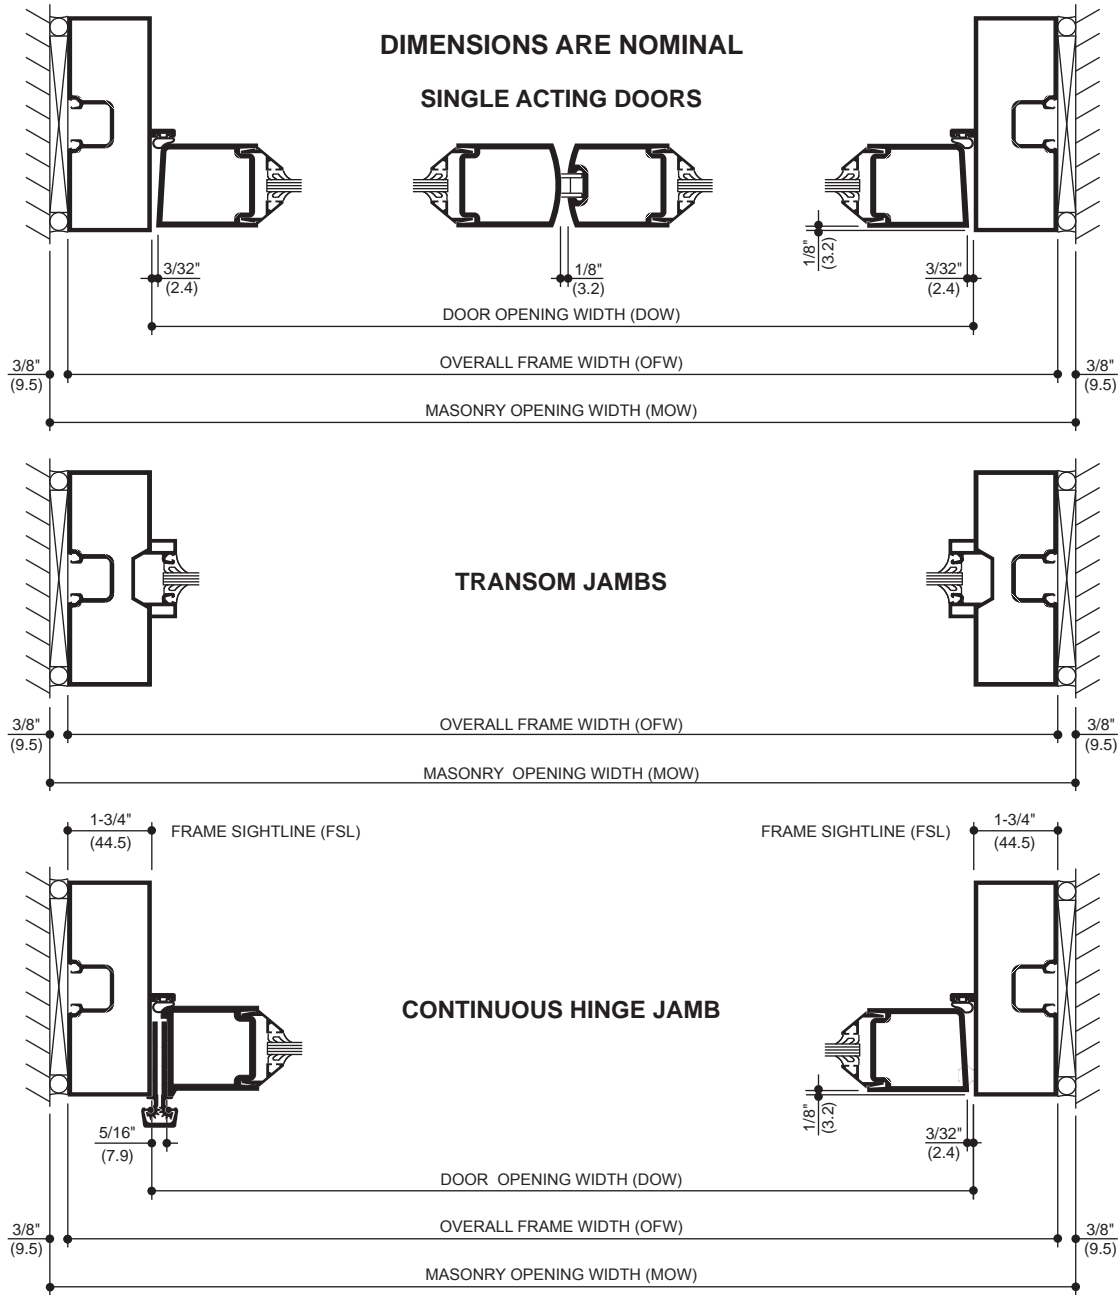 DIMENSIONS ARE NOMINAL
SINGLE ACTING DOORS
3/32"
(2.4)
1/8"
(3.2)
1/8"
(3.2)
3/32"
(2.4)
DOOR OPENING WIDTH (DOW)
3/8"
(9.5)
OVERALL FRAME WIDTH (OFW)
3/8"
(9.5)
MASONRY OPENING WIDTH (MOW)
TRANSOM JAMBS
3/8"
(9.5)
OVERALL FRAME WIDTH (OFW)
3/8"
(9.5)
MASONRY  OPENING WIDTH (MOW)
1-3/4"
(44.5)
FRAME SIGHTLINE (FSL)
FRAME SIGHTLINE (FSL)
1-3/4"
(44.5)
CONTINUOUS HINGE JAMB
5/16"
(7.9)
1/8"
(3.2)
3/32"
(2.4)
DOOR  OPENING WIDTH (DOW)
3/8"
(9.5)
OVERALL FRAME WIDTH (OFW)
3/8"
(9.5)
MASONRY OPENING WIDTH (MOW)